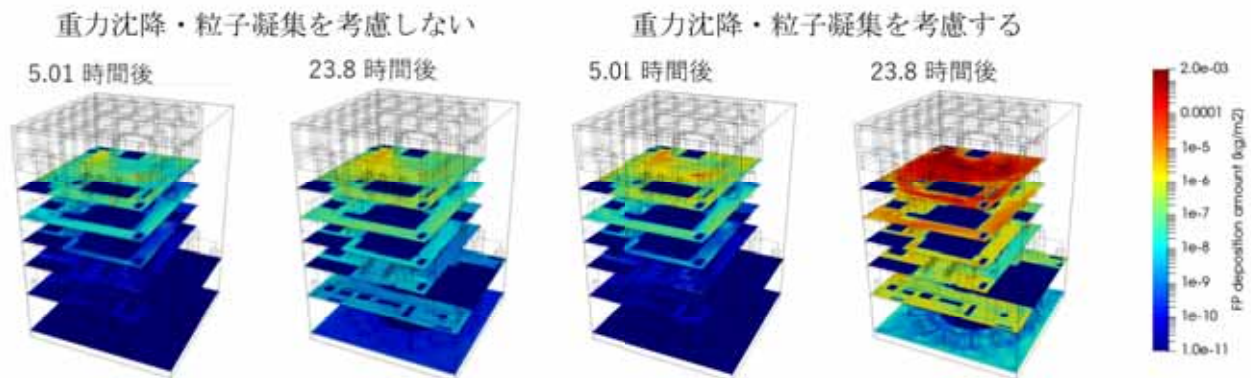 重力沈降・粒子凝集を考慮しない
重力沈降・粒子凝集を考慮する
5.01 時間後
23.8 時間後
5.01 時間後
23.8 時間後
2.0e-03
0.0001
1e-5
1e-6
1e-7
1e-8
1e-9
1e-10
1.0e-11
FP deposition amount (kg/m2)